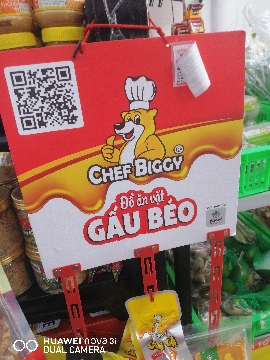 CHEF BIGGY
Đồ ăn vặt
GẤU BÉO
HUAWEI nova 3i
DUAL CAMERA